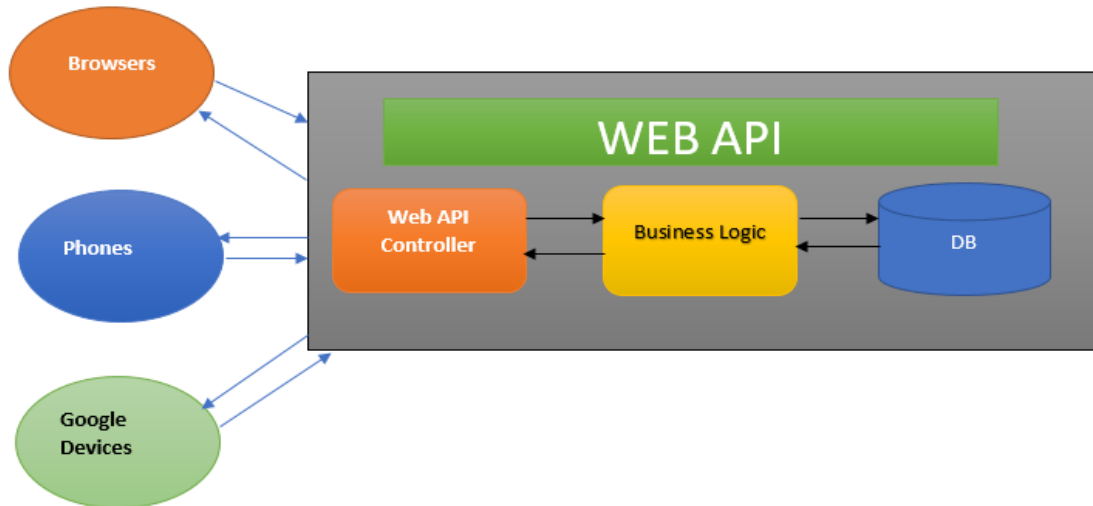 Browsers
WEB API
Web API
Controller
Business Logic
DB
Phones
Google
Devices